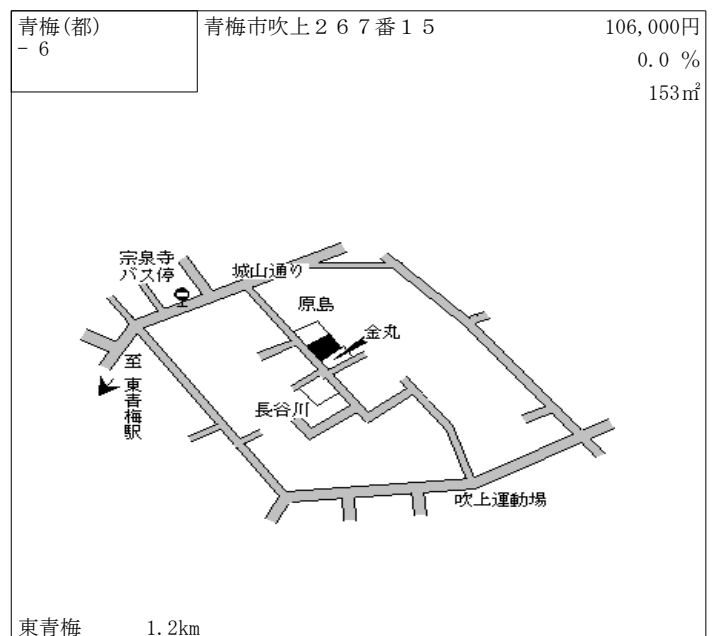 青梅(都)
- 6
青梅市吹上２６７番１５
106,000円
0.0 %
153㎡
宗泉寺
バス停
城山通り
原島
金丸
至
東青梅駅
長谷川
吹上運動場
東青梅 1.2km